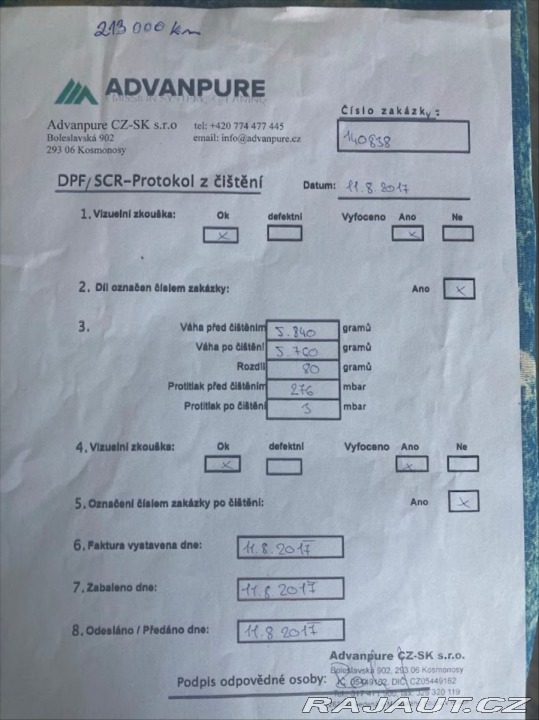 213 000 km
ADVANPURE
EMISSION SYSTEM CLEANING
Advanpure CZ-SK s.r.o
Boleslavská 902
293 06 Kosmonosy
tel: +420 774 477 445
email: info@advanpure.cz
Číslo zakázky:
140838
DPF/SCR-Protokol z čištění
Datum: 11.8.2017
1. Vizuelní zkouška: Ok x defektní Vyfoceno Ano x Ne
2. Díl označen číslem zakázky: Ano x
3. Váha před čištěním 5.840 gramů
Váha po čištění 5.760 gramů
Rozdíl 80 gramů
Protitlak před čištěním 276 mbar
Protitlak po čištění 3 mbar
4. Vizuelní zkouška: Ok x defektní Vyfoceno Ano x Ne
5. Označení číslem zakázky po čištění: Ano x
6. Faktura vystavena dne: 11.8.2017
7. Zabaleno dne: 11.8.2017
8. Odesláno / Předáno dne: 11.8.2017
Advanpure CZ-SK s.r.o.
Boleslavská 902, 293 06 Kosmonosy
Podpis odpovědné osoby:
DIČ: CZ05449162
RAJAUT.CZ